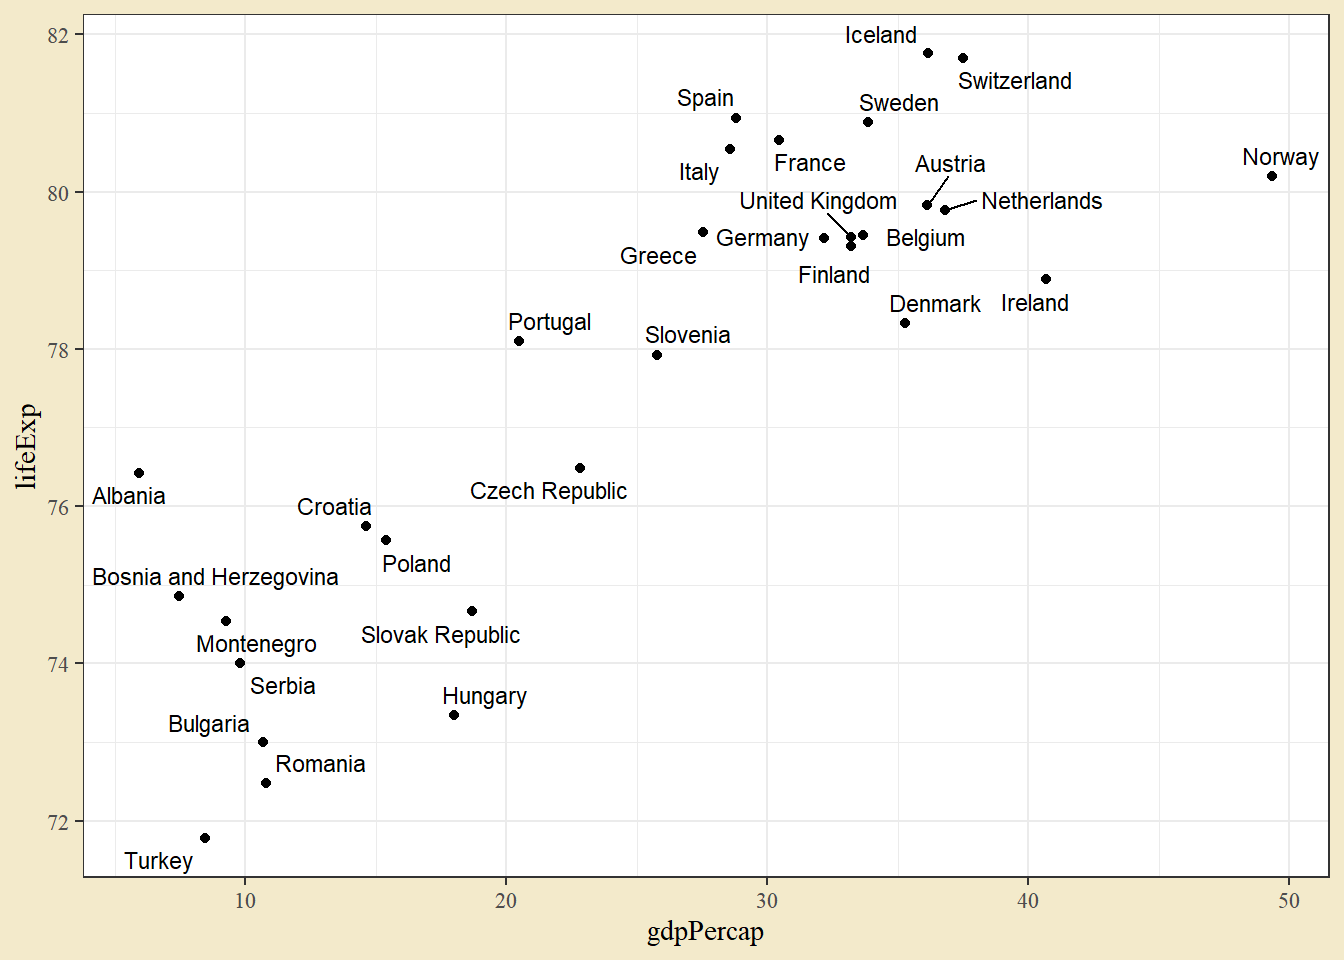 82
Iceland
Switzerland
Spain
Sweden
Italy
France
Austria
Norway
80
United Kingdom
Netherlands
Greece
Germany
Belgium
Finland
Denmark
Ireland
Portugal
Slovenia
78
lifeExp
Albania
Czech Republic
76
Croatia
Poland
Bosnia and Herzegovina
Montenegro
Slovak Republic
74
Serbia
Hungary
Bulgaria
Romania
72
Turkey
10 20 30 40 50
gdpPercap